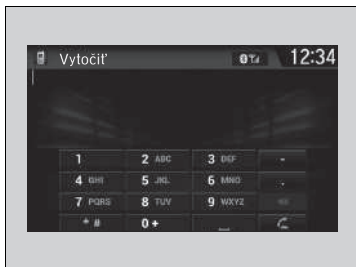 Vytočiť 12:34
1 2 ABC 3 DEF -
4 GHI 5 JKL 6 MNO .
7 PQRS 8 TUV 9 WXYZ
* # 0 +